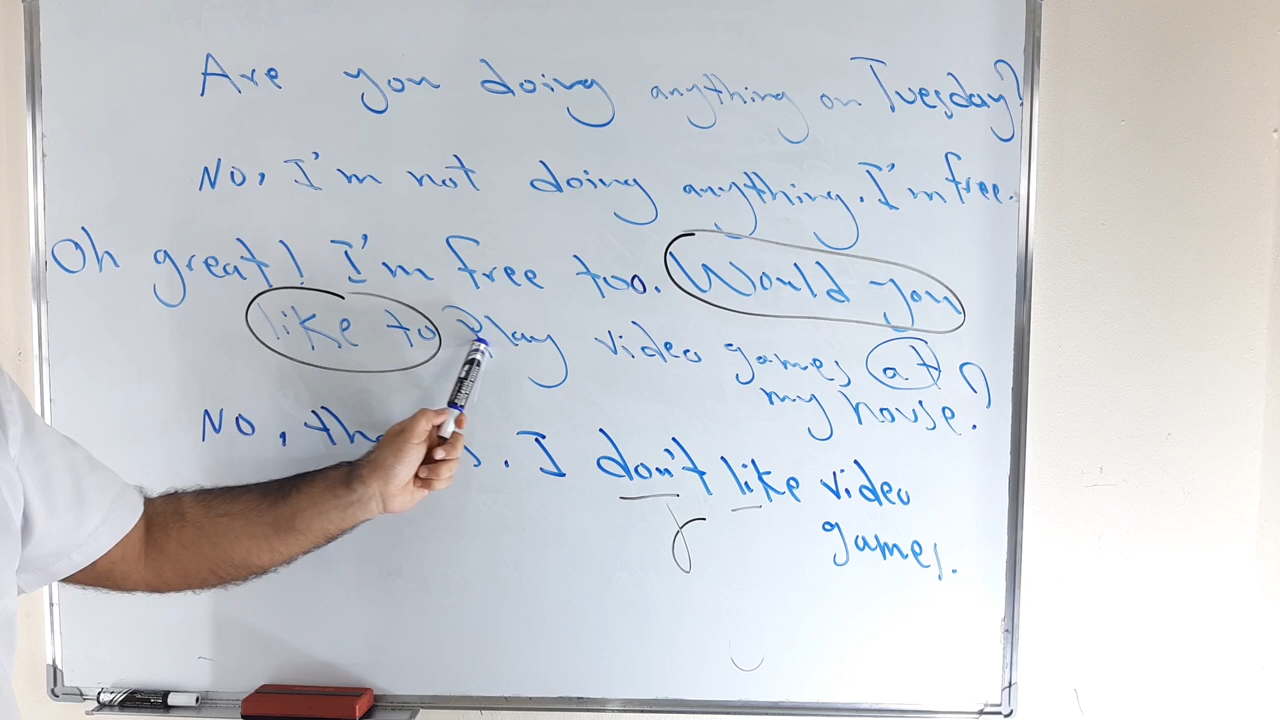 Are you doing anything on Tuesday?
No, I'm not doing anything. I'm free.
Oh great! I'm free too. Would you
like to play video games at
my house?
No, I don't like video
games.